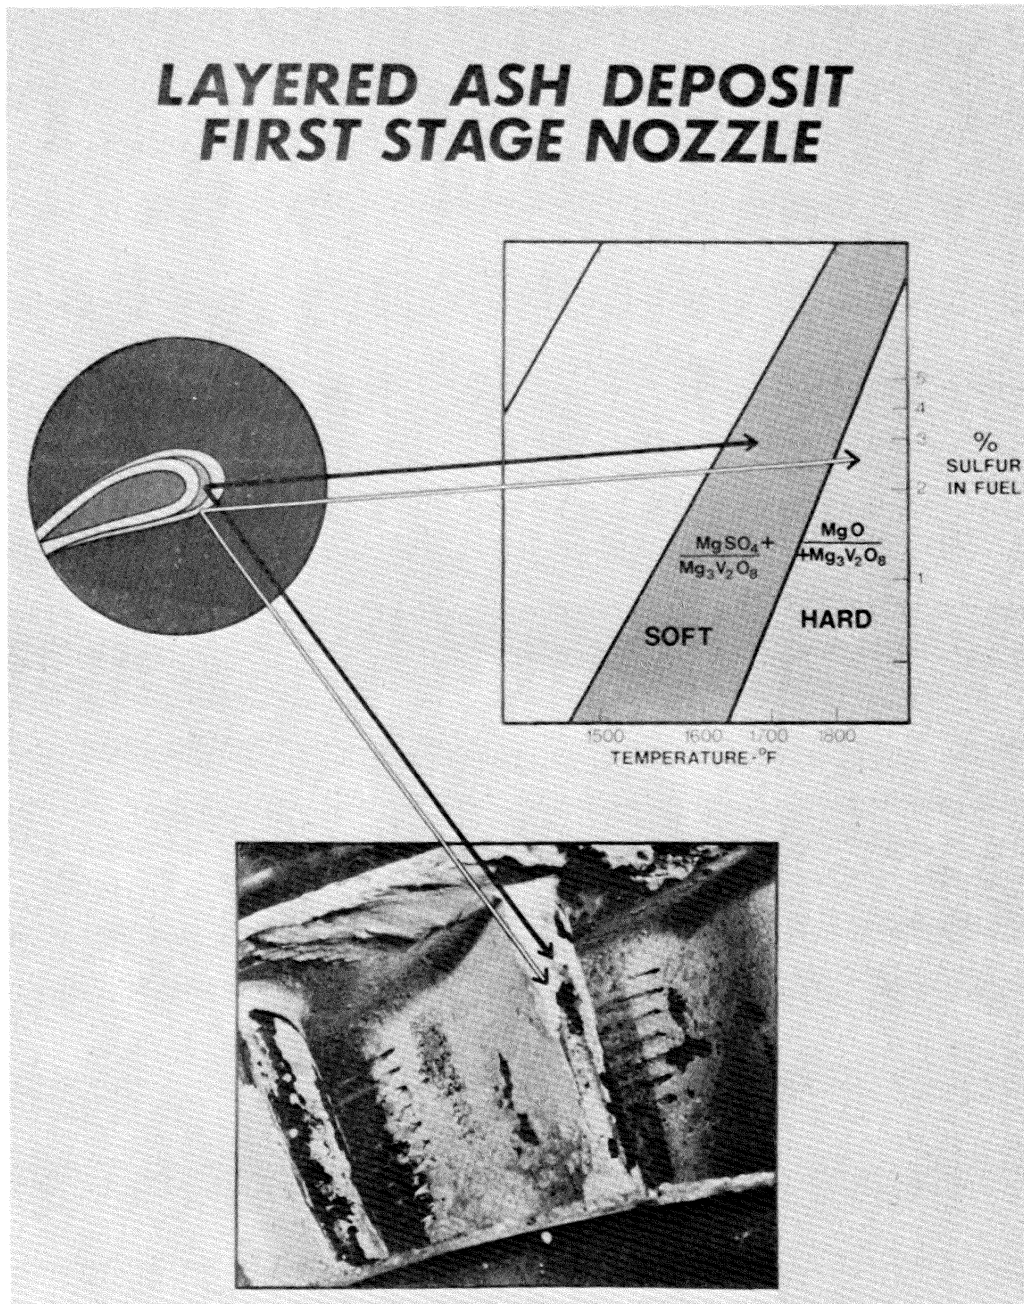 LAYERED ASH DEPOSIT
FIRST STAGE NOZZLE
5
4
3
2
1
%
SULFUR
IN FUEL
MgSO₄+
Mg₃V₂O₈
MgO
+Mg₃V₂O₈
SOFT
HARD
1500 1600 1700 1800
TEMPERATURE-°F